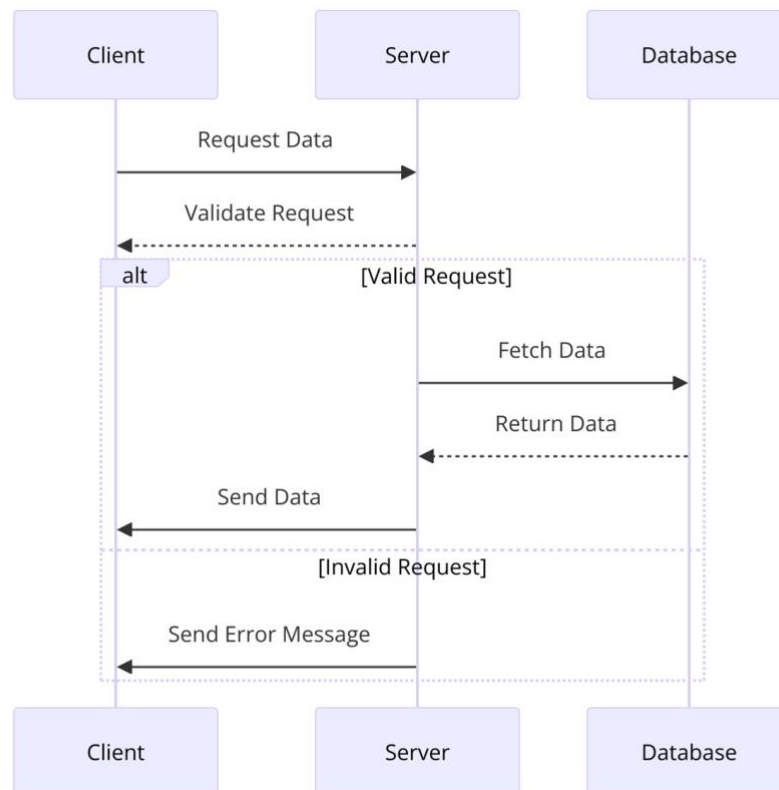 Client
Server
Database
Request Data
Validate Request
alt
[Valid Request]
Fetch Data
Return Data
Send Data
[Invalid Request]
Send Error Message
Client
Server
Database